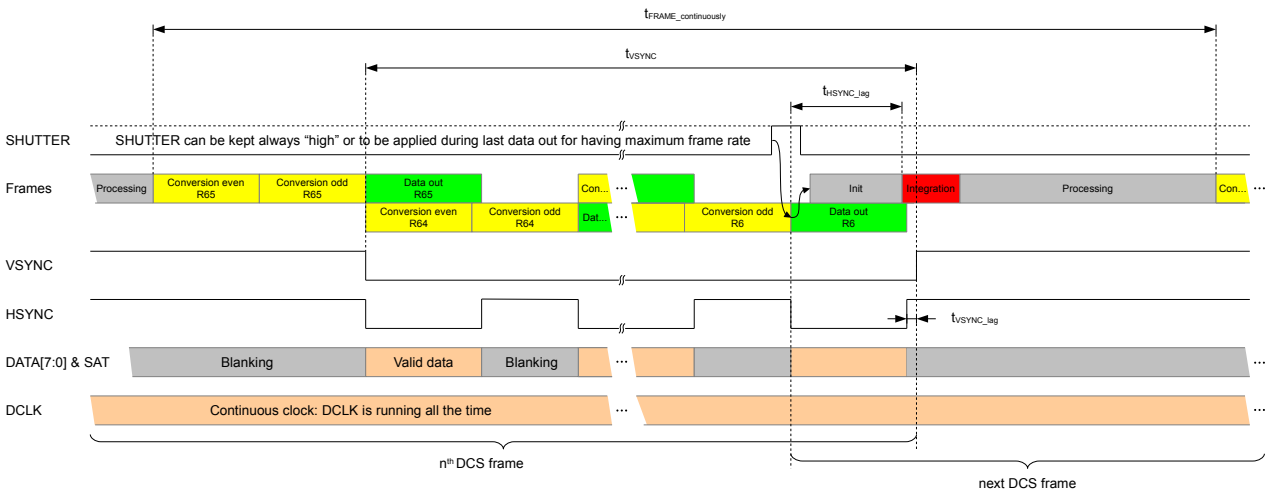 tFRAME_continuously
tVSYNC
tHSYNC_lag
SHUTTER
SHUTTER can be kept always “high” or to be applied during last data out for having maximum frame rate
Frames
Processing
Conversion even
R65
Conversion odd
R65
Data out
R65
Con...
...
Init
Integration
Processing
Con...
...
Conversion even
R64
Conversion odd
R64
Dat...
...
Conversion odd
R6
Data out
R6
VSYNC
HSYNC
tVSYNC_lag
DATA[7:0] & SAT
Blanking
Valid data
Blanking
...
...
DCLK
Continuous clock: DCLK is running all the time
...
...
nth DCS frame
next DCS frame